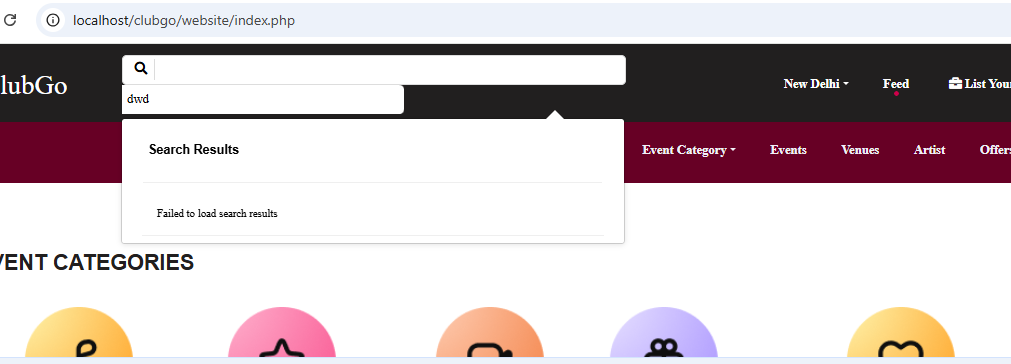 localhost/clubgo/website/index.php
lubGo
New Delhi
Feed
List You
dwd
Search Results
Event Category
Events
Venues
Artist
Offers
Failed to load search results
VENT CATEGORIES